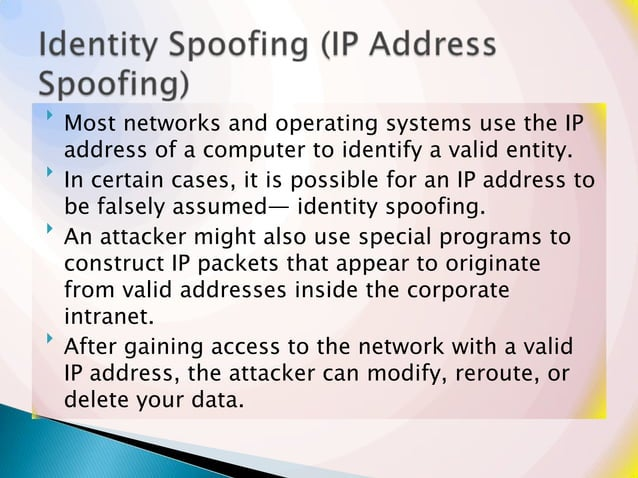 Identity Spoofing (IP Address
Spoofing)
Most networks and operating systems use the IP
address of a computer to identify a valid entity.
In certain cases, it is possible for an IP address to
be falsely assumed— identity spoofing.
An attacker might also use special programs to
construct IP packets that appear to originate
from valid addresses inside the corporate
intranet.
After gaining access to the network with a valid
IP address, the attacker can modify, reroute, or
delete your data.